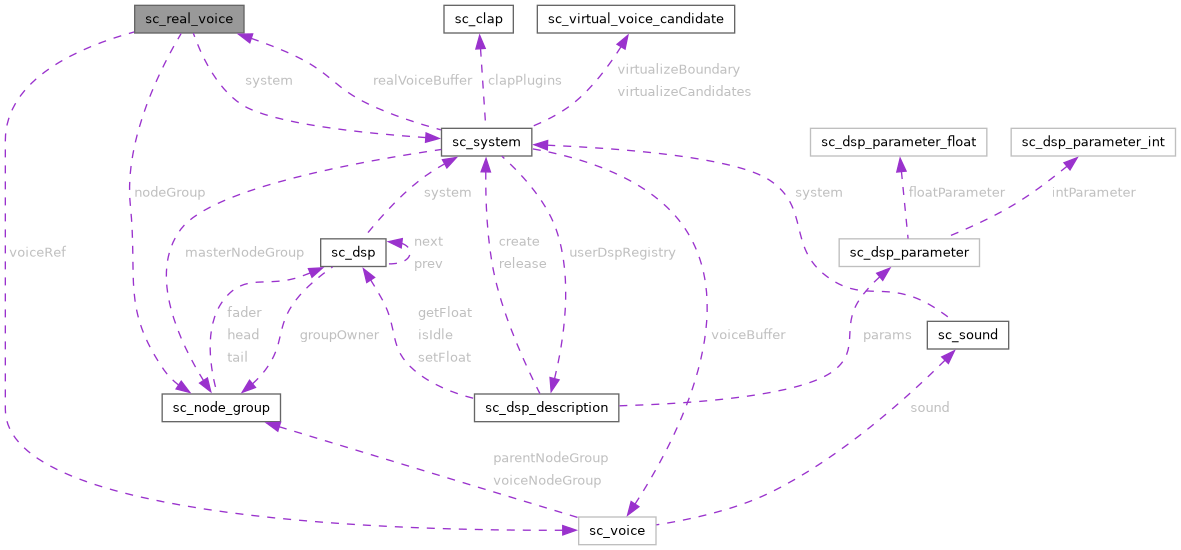 sc_real_voice
sc_clap
sc_virtual_voice_candidate
system
realVoiceBuffer
clapPlugins
virtualizeBoundary
virtualizeCandidates
sc_system
sc_dsp_parameter_float
sc_dsp_parameter_int
nodeGroup
system
system
floatParameter
intParameter
voiceRef
masterNodeGroup
sc_dsp
next
prev
create
release
userDspRegistry
sc_dsp_parameter
fader
head
tail
groupOwner
getFloat
isIdle
setFloat
voiceBuffer
params
sc_sound
sc_node_group
sc_dsp_description
sound
parentNodeGroup
voiceNodeGroup
sc_voice